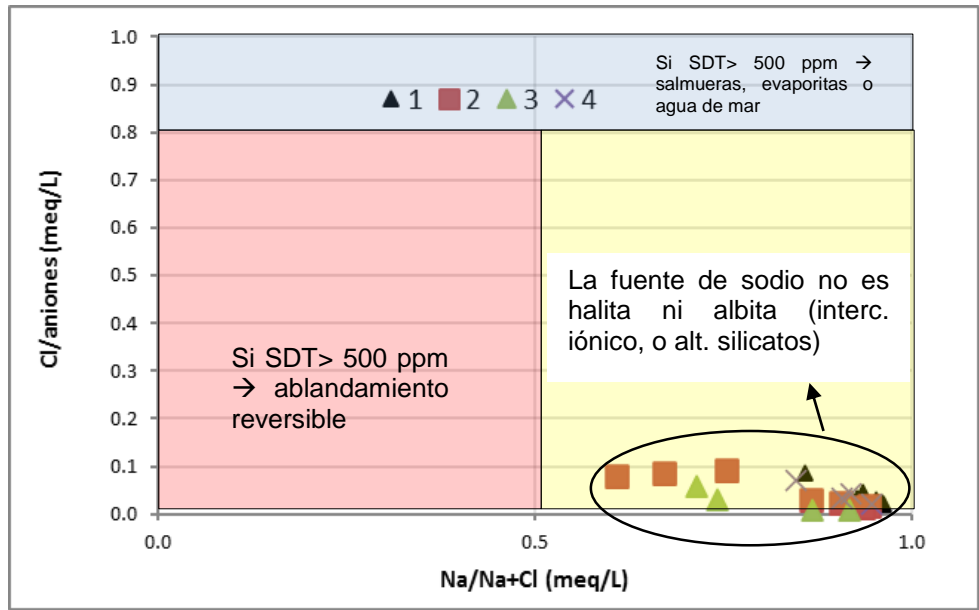 1.0
Si SDT> 500 ppm →
salmueras, evaporitas o
agua de mar
0.9
1 2 3 4
0.8
0.7
0.6
Cl/aniones (meq/L)
0.5
La fuente de sodio no es
halita ni albita (interc.
iónico, o alt. silicatos)
0.4
0.3
Si SDT> 500 ppm
→ ablandamiento
reversible
0.2
0.1
0.0
0.0 0.5 1.0
Na/Na+Cl (meq/L)